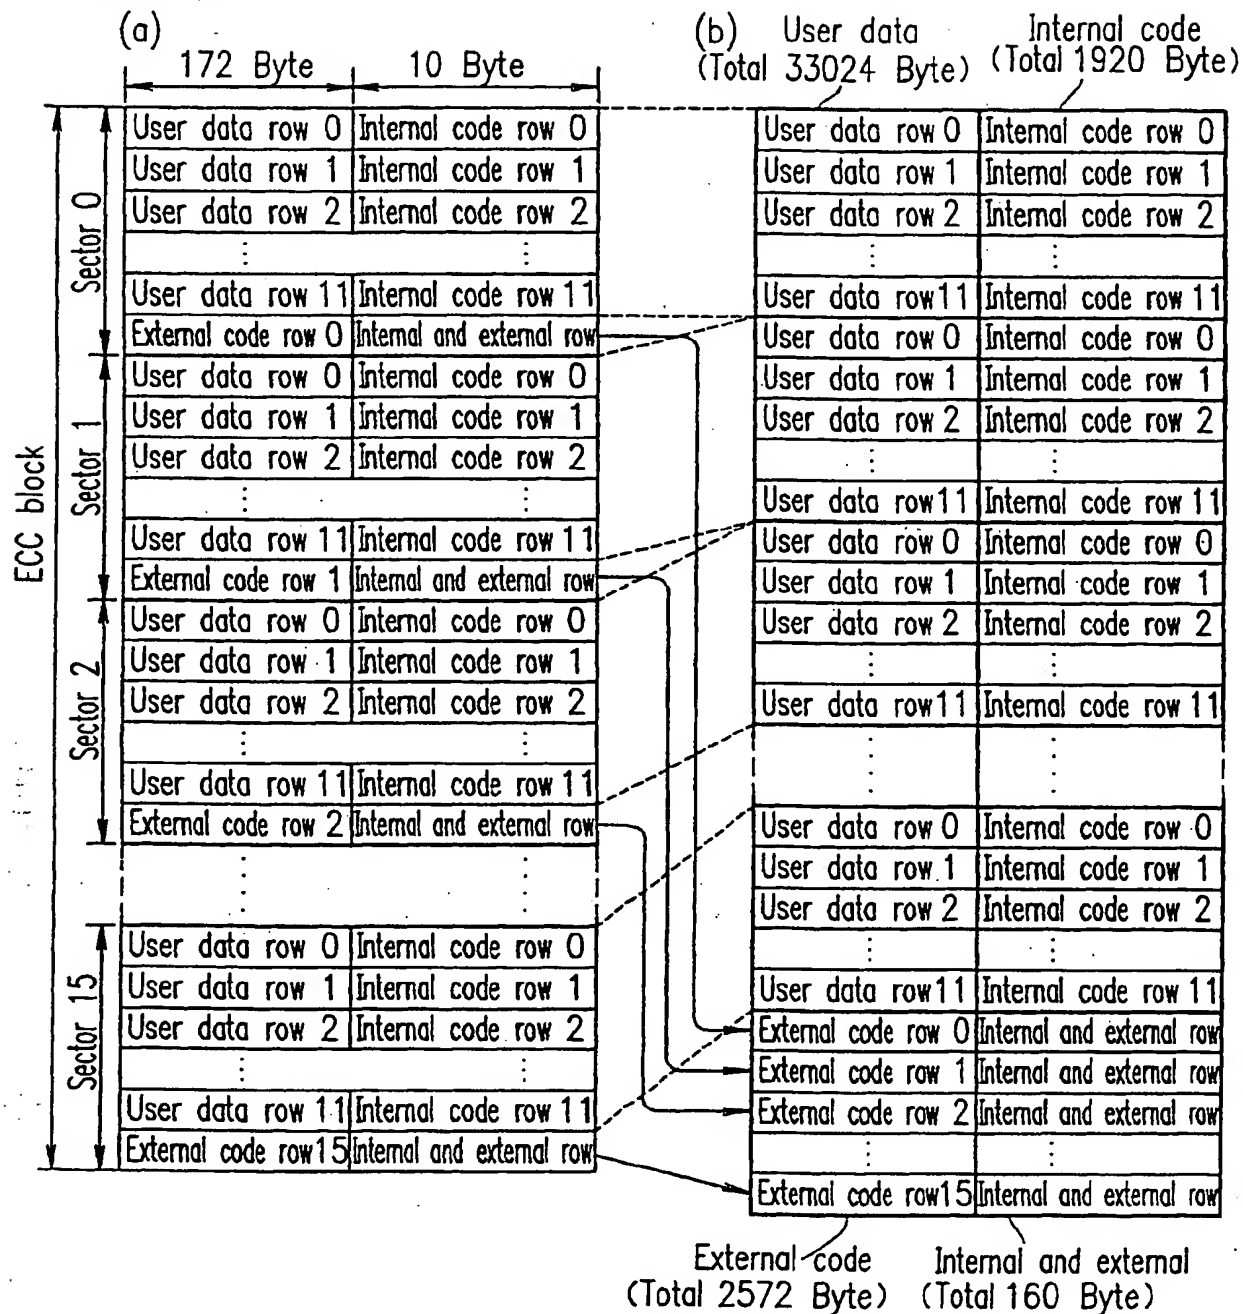 (a)
172 Byte
10 Byte
ECC block
Sector 0
User data row 0
Internal code row 0
User data row 1
Internal code row 1
User data row 2
Internal code row 2
User data row 11
Internal code row 11
External code row 0
Internal and external row
Sector 1
User data row 0
Internal code row 0
User data row 1
Internal code row 1
User data row 2
Internal code row 2
User data row 11
Internal code row 11
External code row 1
Internal and external row
Sector 2
User data row 0
Internal code row 0
User data row 1
Internal code row 1
User data row 2
Internal code row 2
User data row 11
Internal code row 11
External code row 2
Internal and external row
Sector 15
User data row 0
Internal code row 0
User data row 1
Internal code row 1
User data row 2
Internal code row 2
User data row 11
Internal code row 11
External code row 15
Internal and external row
(b)
User data
(Total 33024 Byte)
Internal code
(Total 1920 Byte)
User data row 0
Internal code row 0
User data row 1
Internal code row 1
User data row 2
Internal code row 2
User data row 11
Internal code row 11
User data row 0
Internal code row 0
User data row 1
Internal code row 1
User data row 2
Internal code row 2
User data row 11
Internal code row 11
User data row 0
Internal code row 0
User data row 1
Internal code row 1
User data row 2
Internal code row 2
User data row 11
Internal code row 11
User data row 0
Internal code row 0
User data row 1
Internal code row 1
User data row 2
Internal code row 2
User data row 11
Internal code row 11
External code row 0
Internal and external row
External code row 1
Internal and external row
External code row 2
Internal and external row
External code row 15
Internal and external row
External code
(Total 2572 Byte)
Internal and external
(Total 160 Byte)